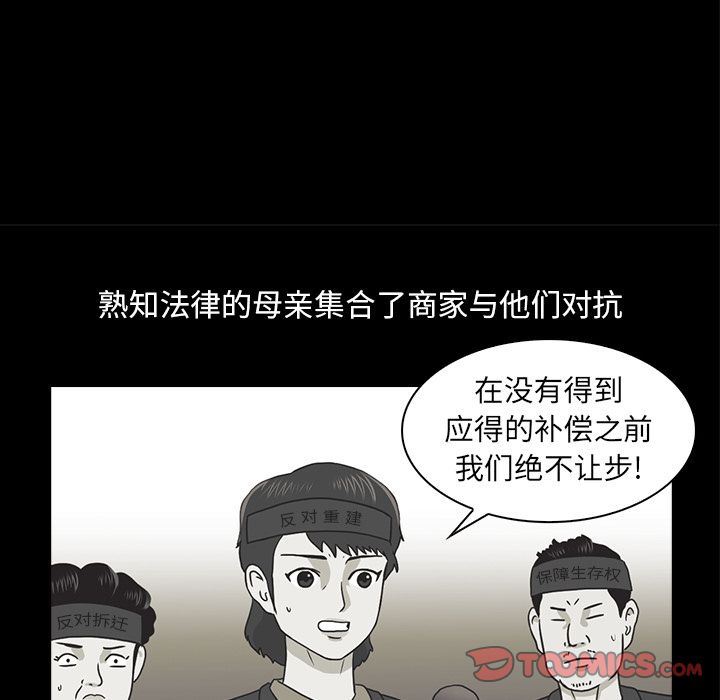 熟知法律的母亲集合了商家与他们对抗
在没有得到
应得的补偿之前
我们绝不让步!
反对重建
保障生存权
反对拆迁
TOOMICS.COM